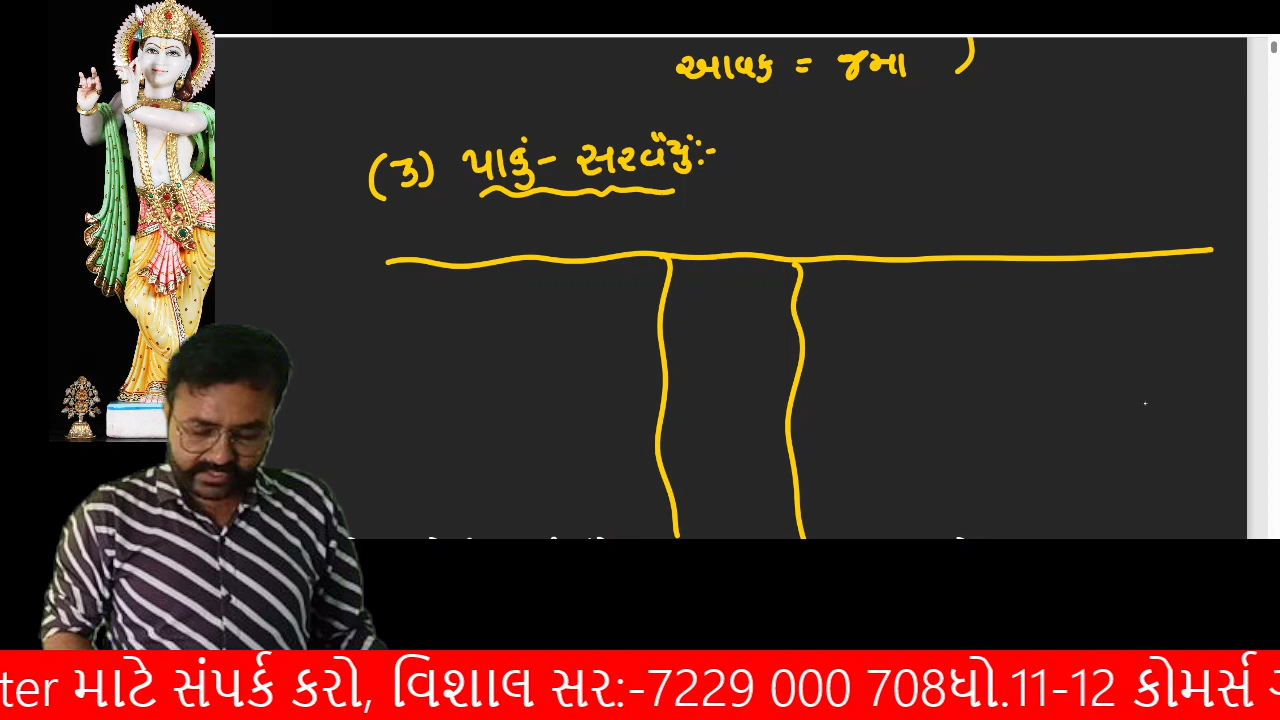 આવક = જમા )
(૩) પાકું - સરવૈયું:-
ter માટે સંપર્ક કરો, વિશાલ સર:-7229 000 708ધો.11-12 કોમર્સ